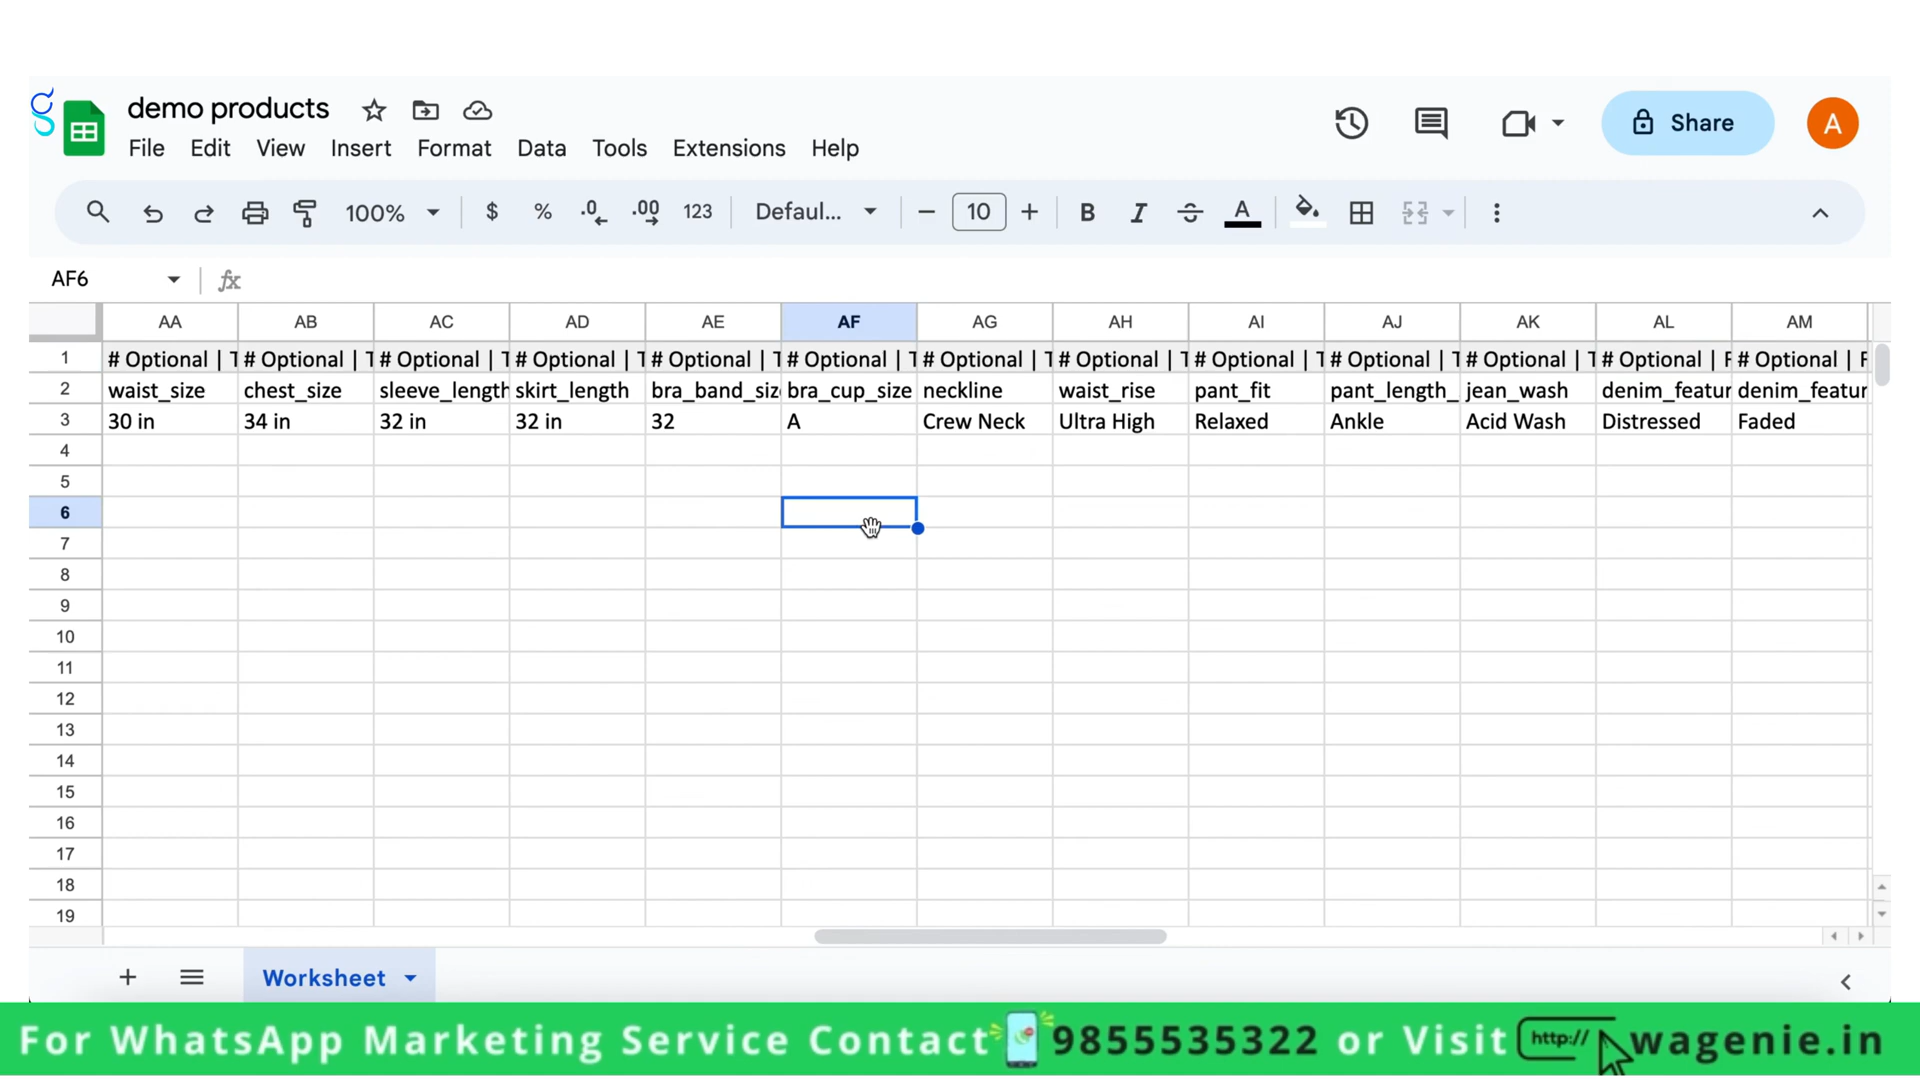 demo products
Share
A
File Edit View Insert Format Data Tools Extensions Help
100% $ % .0 .00 123 Defaul... 10 B I A
AF6 fx
AA AB AC AD AE AF AG AH AI AJ AK AL AM
1 # Optional | T # Optional | T # Optional | T # Optional | T # Optional | T # Optional | T # Optional | T # Optional | T # Optional | T # Optional | T # Optional | T # Optional | F # Optional | F
2 waist_size chest_size sleeve_length skirt_length bra_band_size bra_cup_size neckline waist_rise pant_fit pant_length_ jean_wash denim_featur denim_featur
3 30 in 34 in 32 in 32 in 32 A Crew Neck Ultra High Relaxed Ankle Acid Wash Distressed Faded
4
5
6
7
8
9
10
11
12
13
14
15
16
17
18
19
Worksheet
For WhatsApp Marketing Service Contact 9855535322 or Visit http:// wagenie.in